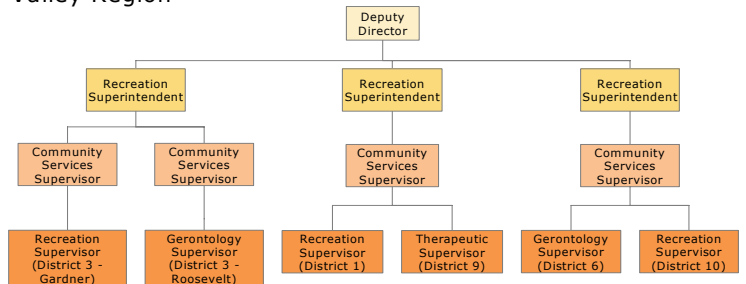 Valley Region
Deputy
Director
Recreation
Superintendent
Recreation
Superintendent
Recreation
Superintendent
Community
Services
Supervisor
Community
Services
Supervisor
Community
Services
Supervisor
Community
Services
Supervisor
Recreation
Supervisor
(District 3 -
Gardner)
Gerontology
Supervisor
(District 3 -
Roosevelt)
Recreation
Supervisor
(District 1)
Therapeutic
Supervisor
(District 9)
Gerontology
Supervisor
(District 6)
Recreation
Supervisor
(District 10)